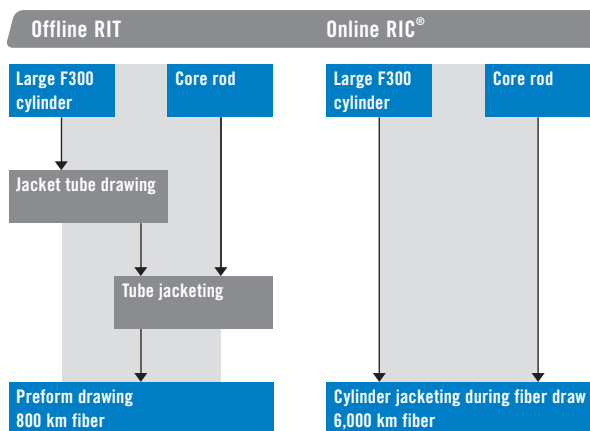 Offline RIT
Online RIC®
Large F300
cylinder
Core rod
Large F300
cylinder
Core rod
Jacket tube drawing
Tube jacketing
Preform drawing
800 km fiber
Cylinder jacketing during fiber draw
6,000 km fiber